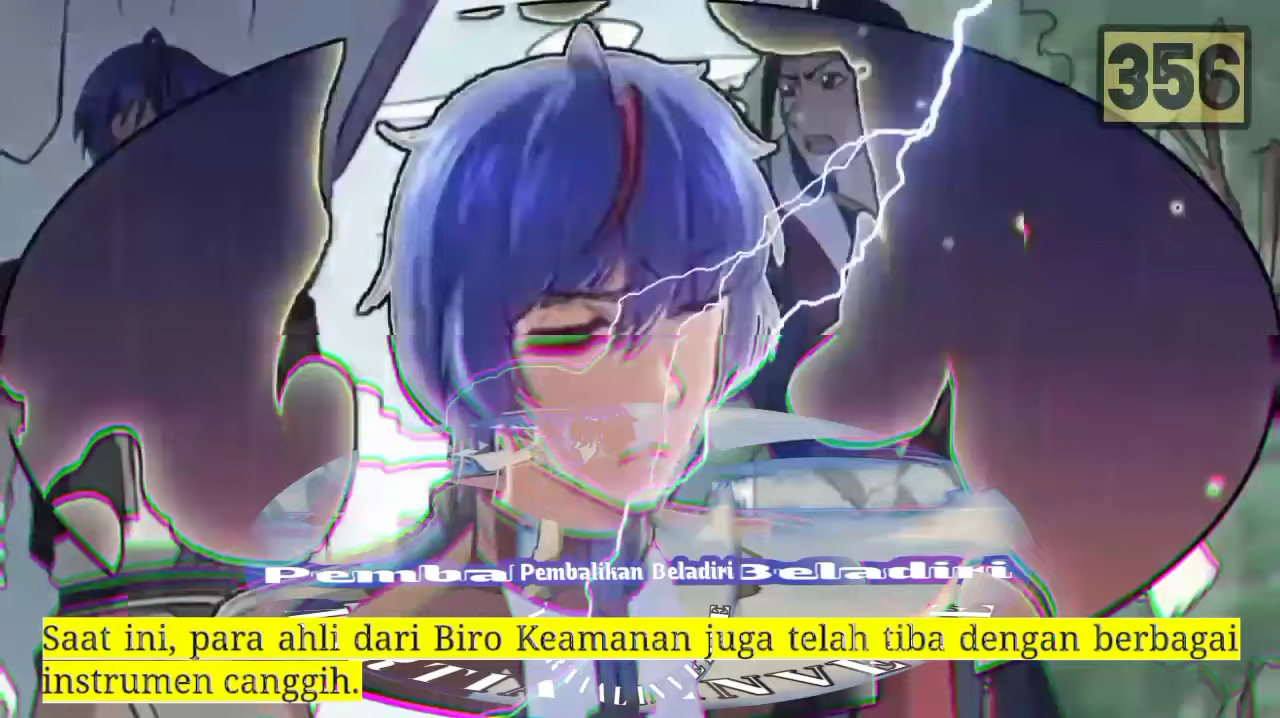 356
Pembalikan Beladiri
Saat ini, para ahli dari Biro Keamanan juga telah tiba dengan berbagai
instrumen canggih.